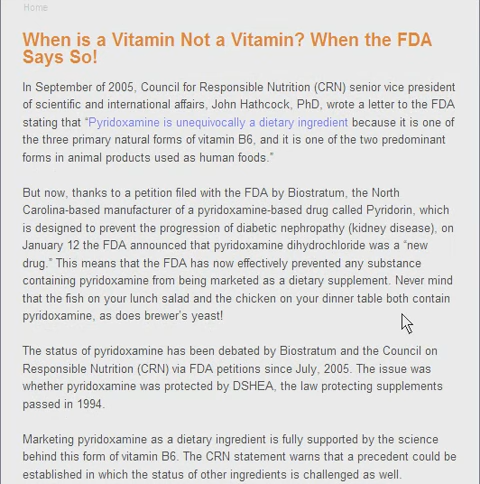 Home
When is a Vitamin Not a Vitamin? When the FDA
Says So!
In September of 2005, Council for Responsible Nutrition (CRN) senior vice president
of scientific and international affairs, John Hathcock, PhD, wrote a letter to the FDA
stating that “Pyridoxamine is unequivocally a dietary ingredient because it is one of
the three primary natural forms of vitamin B6, and it is one of the two predominant
forms in animal products used as human foods.”
But now, thanks to a petition filed with the FDA by Biostratum, the North
Carolina-based manufacturer of a pyridoxamine-based drug called Pyridorin, which
is designed to prevent the progression of diabetic nephropathy (kidney disease), on
January 12 the FDA announced that pyridoxamine dihydrochloride was a “new
drug.” This means that the FDA has now effectively prevented any substance
containing pyridoxamine from being marketed as a dietary supplement. Never mind
that the fish on your lunch salad and the chicken on your dinner table both contain
pyridoxamine, as does brewer’s yeast!
The status of pyridoxamine has been debated by Biostratum and the Council on
Responsible Nutrition (CRN) via FDA petitions since July, 2005. The issue was
whether pyridoxamine was protected by DSHEA, the law protecting supplements
passed in 1994.
Marketing pyridoxamine as a dietary ingredient is fully supported by the science
behind this form of vitamin B6. The CRN statement warns that a precedent could be
established in which the status of other ingredients is challenged as well.